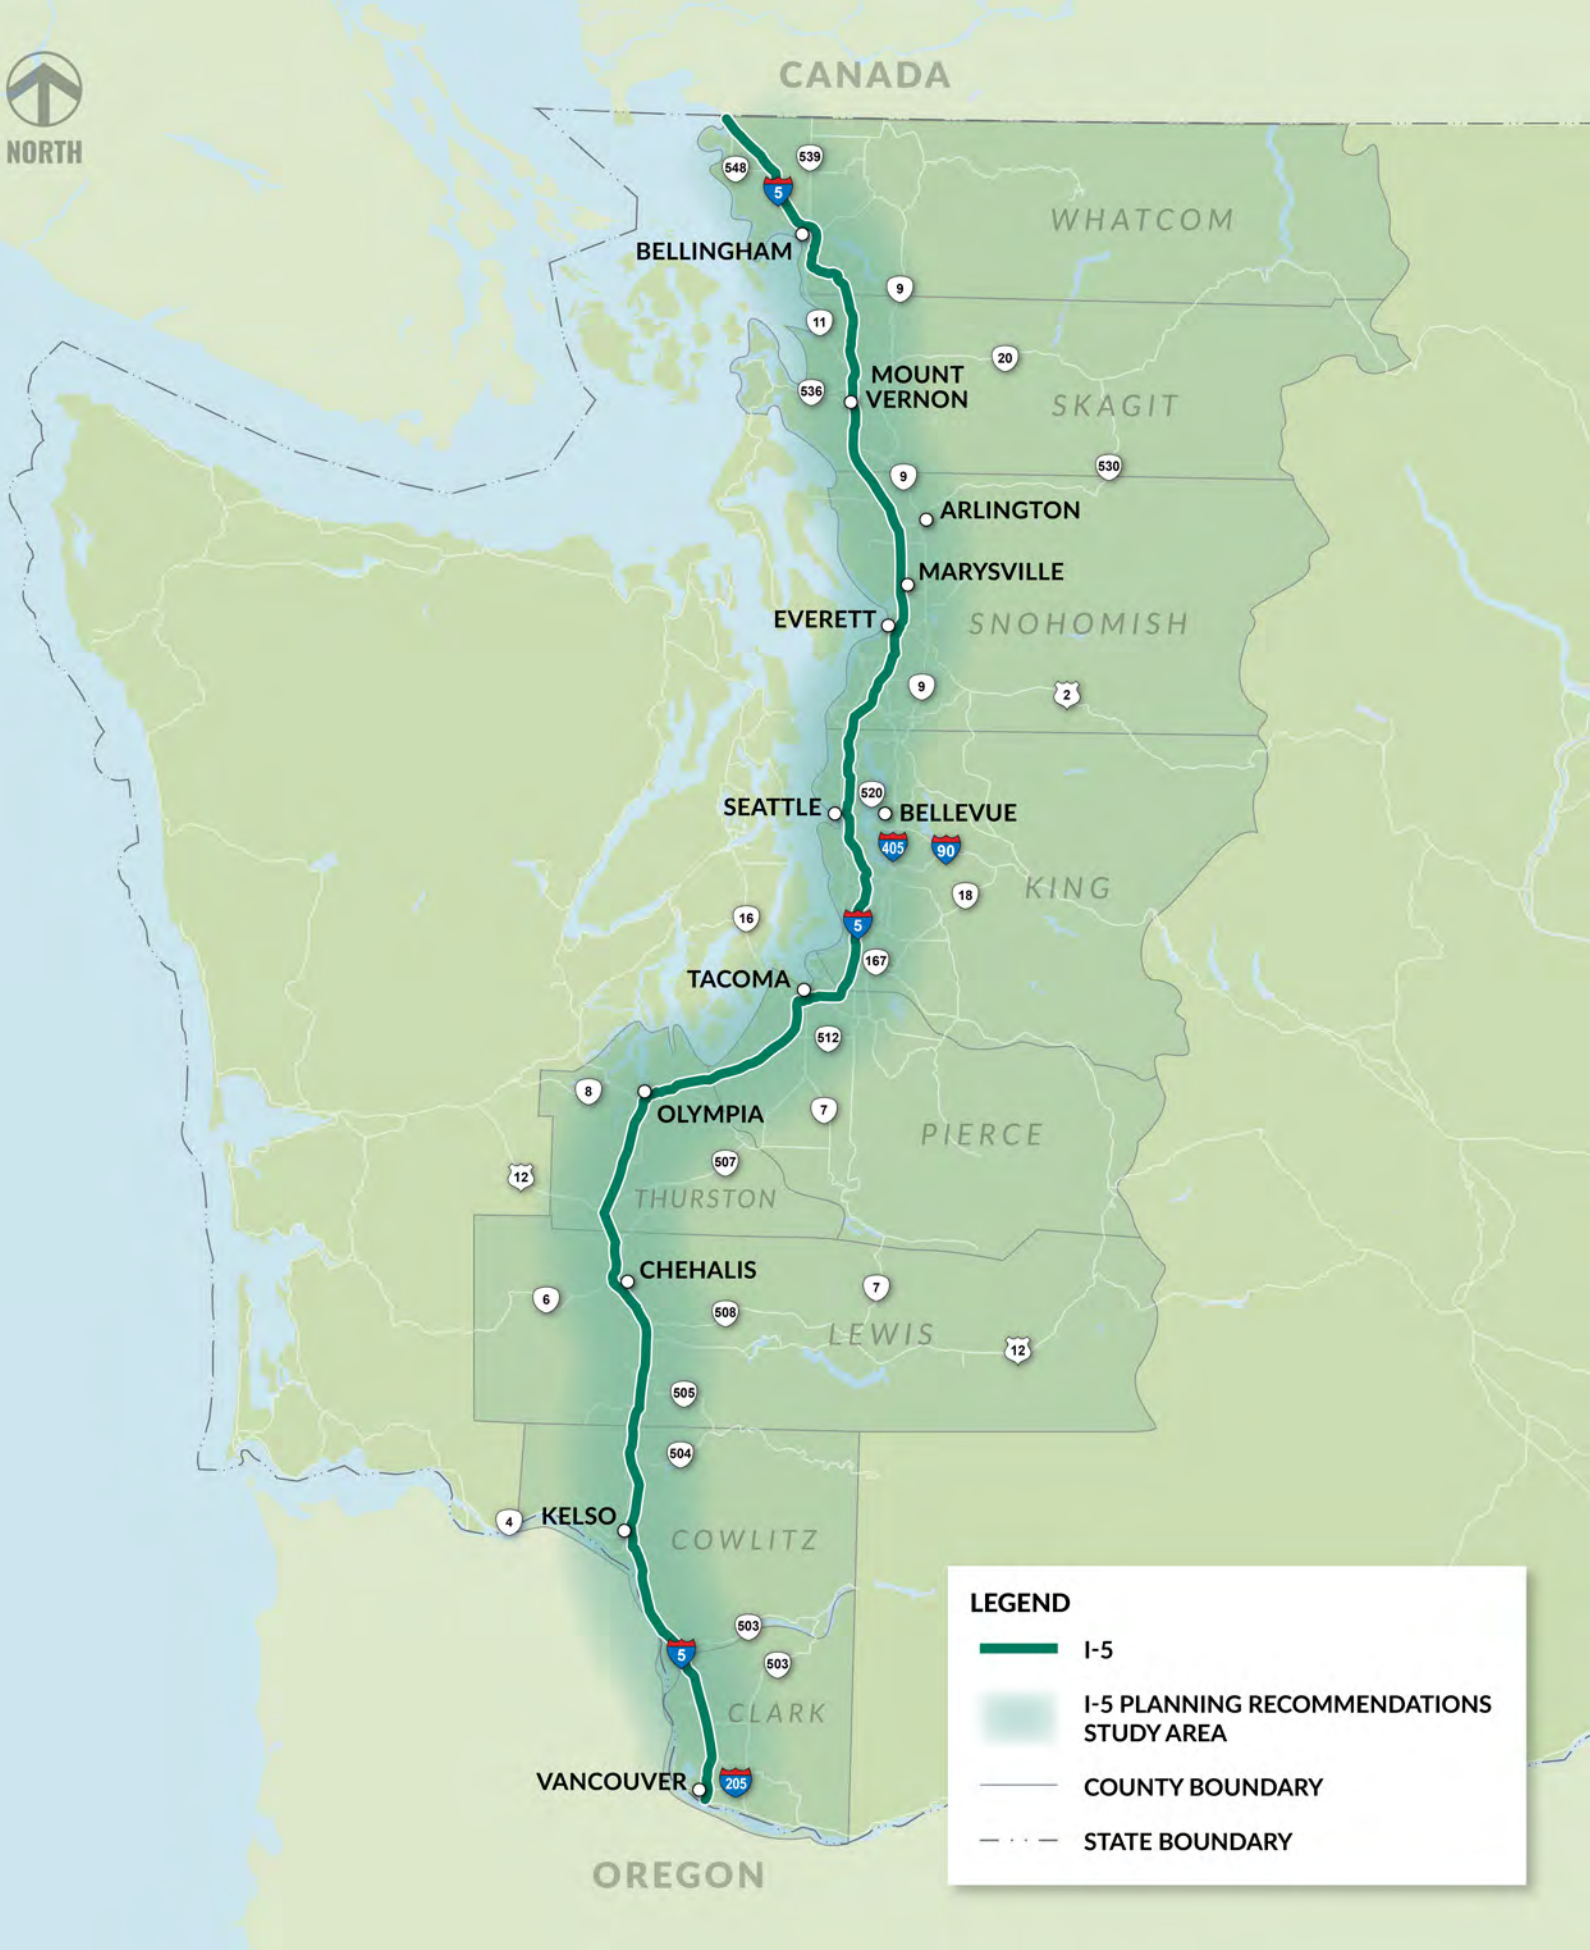 CANADA
NORTH
539
548
5
WHATCOM
BELLINGHAM
9
11
20
MOUNT
VERNON
536
SKAGIT
530
9
ARLINGTON
MARYSVILLE
EVERETT
SNOHOMISH
9
2
520
SEATTLE
BELLEVUE
405
90
KING
18
16
5
167
TACOMA
512
8
OLYMPIA
7
PIERCE
507
12
THURSTON
CHEHALIS
7
6
508
LEWIS
12
505
504
4
KELSO
COWLITZ
503
5
503
CLARK
VANCOUVER
205
OREGON
LEGEND
I-5
I-5 PLANNING RECOMMENDATIONS
STUDY AREA
COUNTY BOUNDARY
STATE BOUNDARY